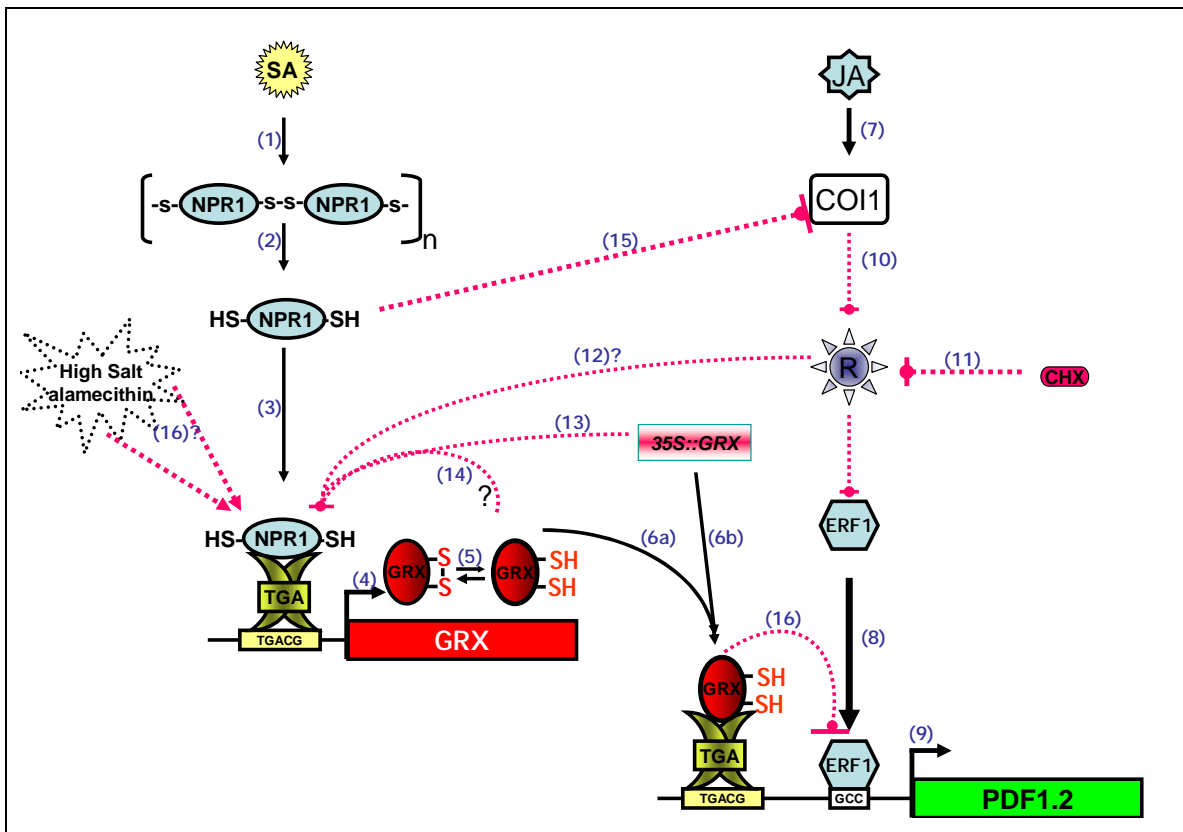 SA
JA
(1)
(7)
-s-
NPR1
-s-s-
NPR1
-s-
n
COI1
(2)
(15)
(10)
HS-
NPR1
-SH
High Salt
alamecithin
(12)?
R
(11)
CHX
(16)?
(3)
(13)
35S::GRX
(14)
?
ERF1
HS-
NPR1
-SH
(6a)
(6b)
(4)
GRX
S
S
(5)
GRX
SH
SH
TGA
TGACG
GRX
(16)
(8)
GRX
SH
SH
(9)
TGA
ERF1
TGACG
GCC
PDF1.2